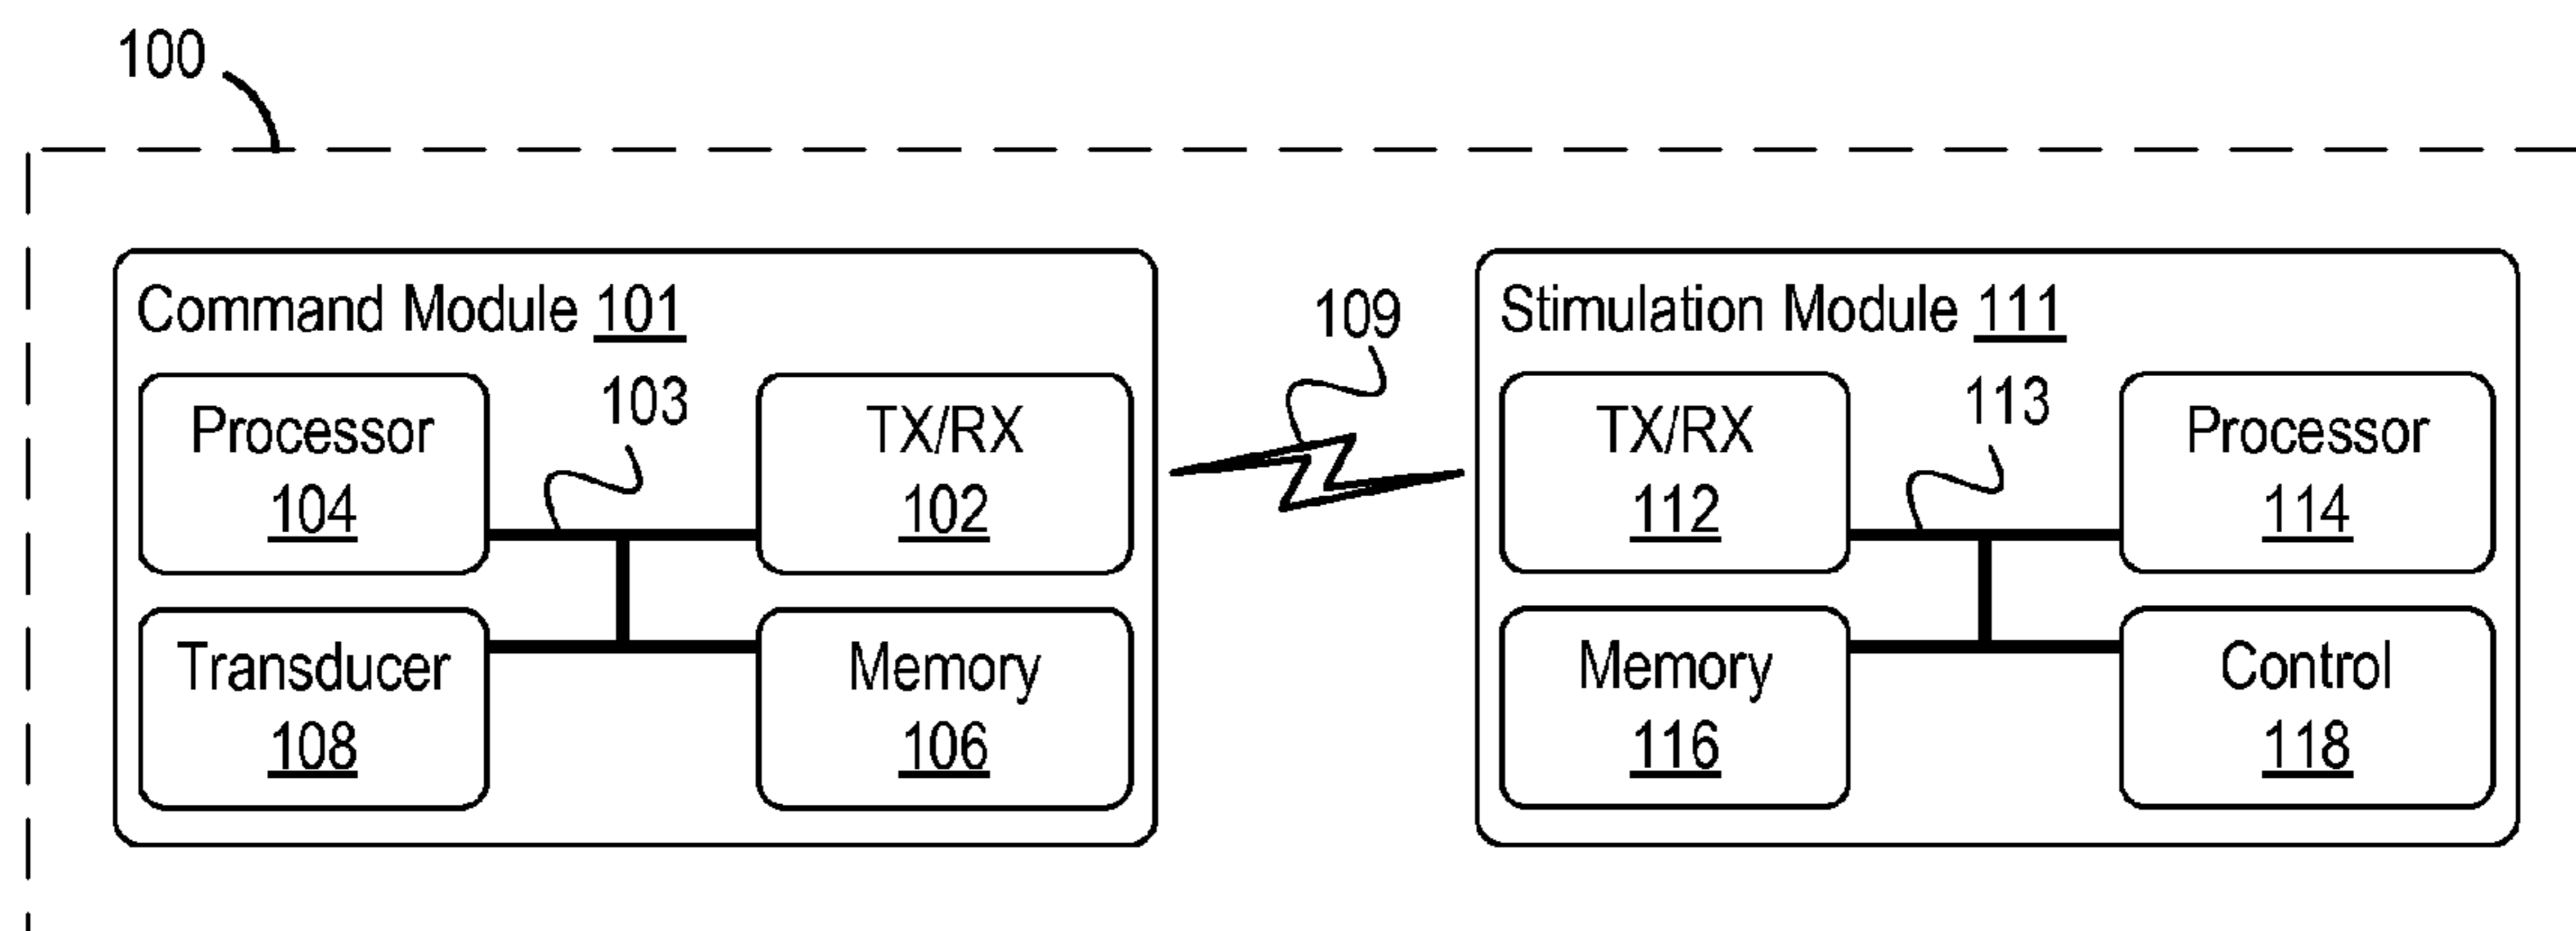 100
Command Module 101
Processor
104
103
TX/RX
102
Transducer
108
Memory
106
109
Stimulation Module 111
TX/RX
112
113
Processor
114
Memory
116
Control
118